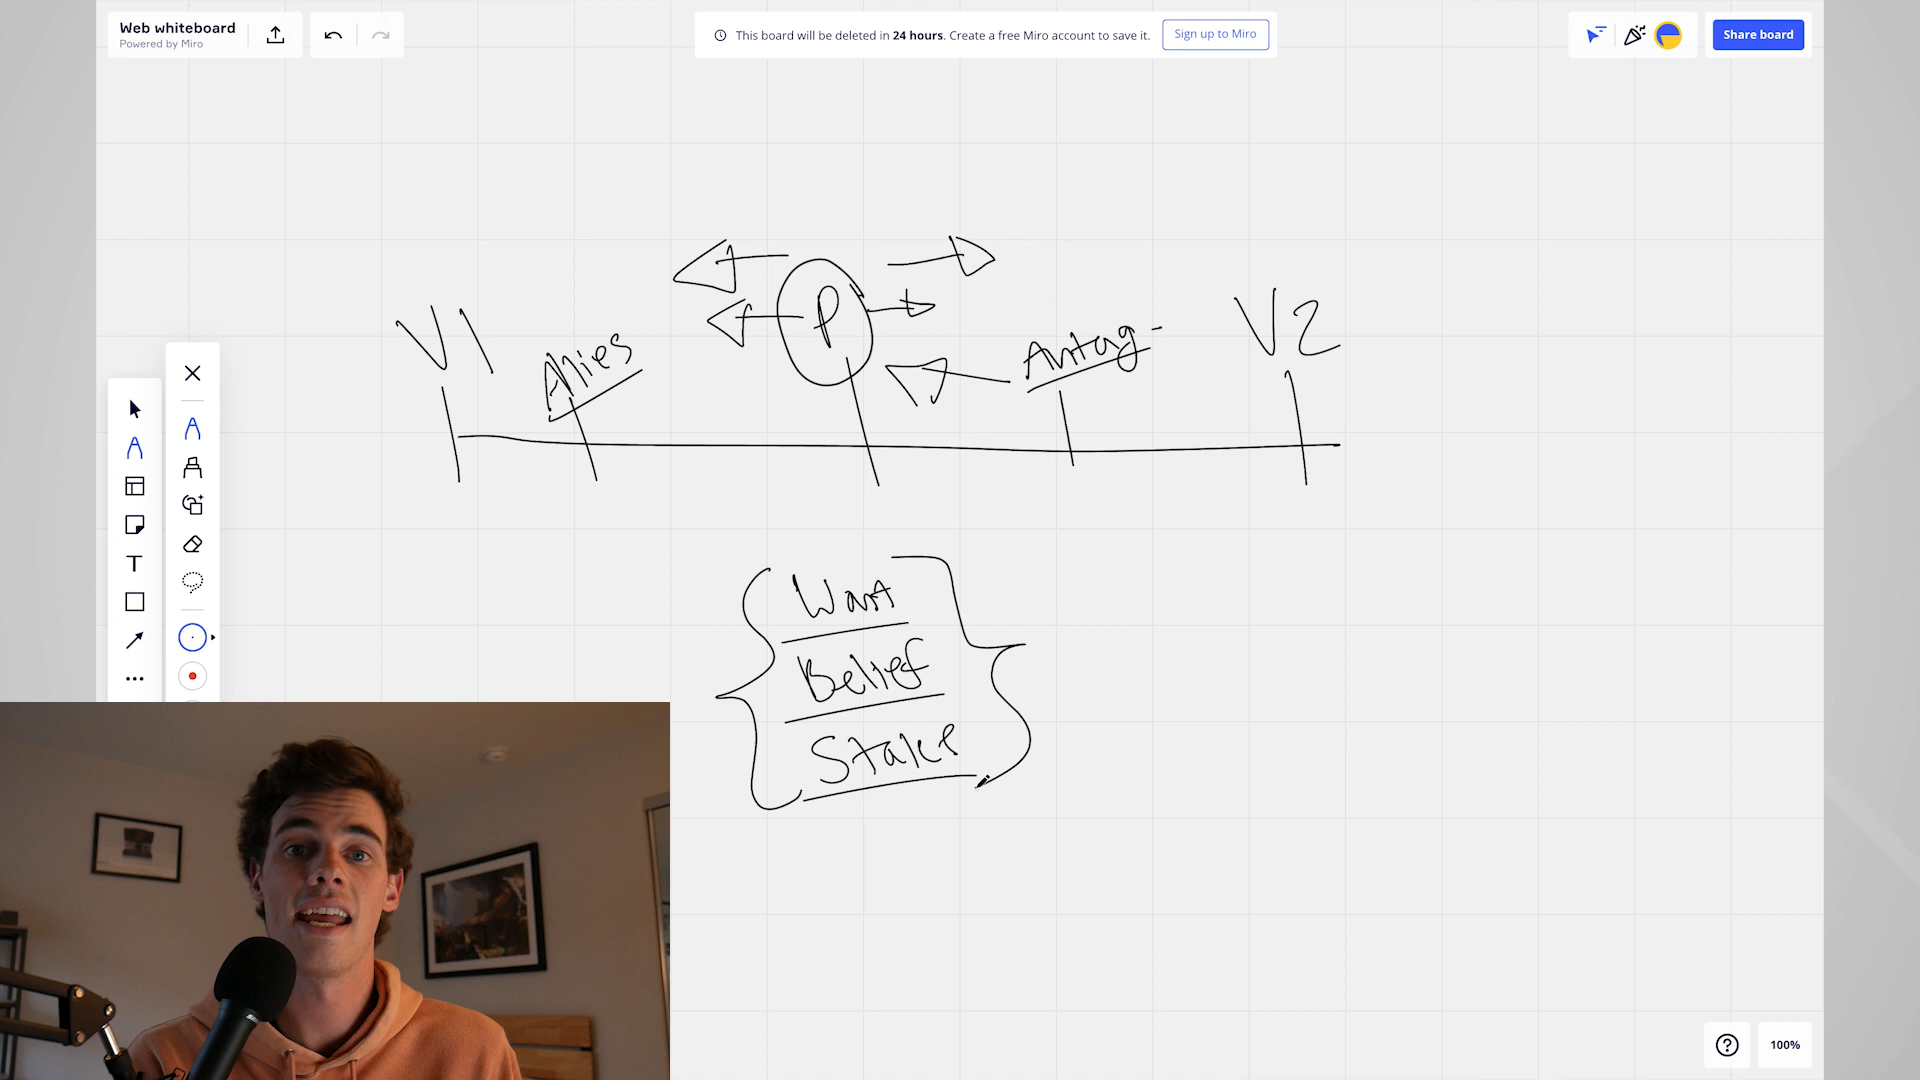 Web whiteboard
Powered by Miro
This board will be deleted in 24 hours. Create a free Miro account to save it.
Sign up to Miro
Share board
V1
Allies
P
Antag-
V2
Want
Belief
Stake
T
100%